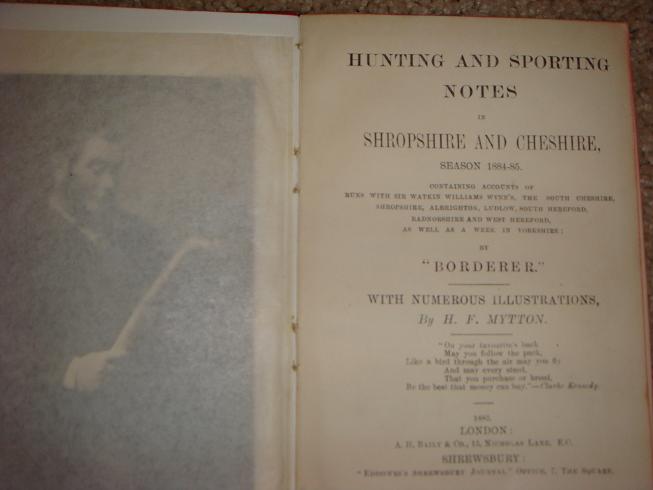 HUNTING AND SPORTING
NOTES
IN
SHROPSHIRE AND CHESHIRE,
SEASON 1884-85.
CONTAINING ACCOUNTS OF
RUNS WITH SIR WATKIN WILLIAMS WYNN'S, THE SOUTH CHESHIRE,
SHROPSHIRE, ALBRIGHTON, LUDLOW, SOUTH HEREFORD,
RADNORSHIRE AND WEST HEREFORD,
AS WELL AS A WEEK IN YORKSHIRE;
BY
"BORDERER."
WITH NUMEROUS ILLUSTRATIONS,
By H. F. MYTTON.
"On your favourite's back
May you follow the pack,
Like a bird through the air may you fly
And may every steed,
That you purchase or breed,
Be the best that money can buy."—Clarke
1885.
LONDON:
A. H. BAILY & CO., 15, NICHOLAS LANE, E.C.
SHREWSBURY:
"EDDOWES'S SHREWSBURY JOURNAL" OFFICE, 7, THE SQUARE.